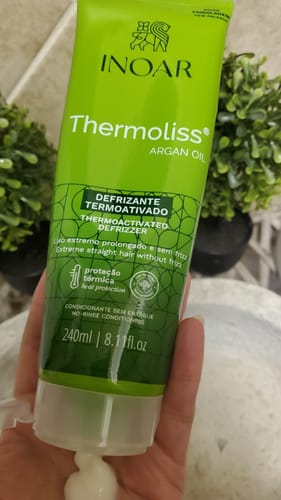 EMBALAGEM
INOAR
Thermoliss®
ARGAN OIL
DEFRIZANTE
TERMOATIVADO
THERMOACTIVATED
DEFRIZZER
Liso extremo prolongado e sem frizz
Extreme straight hair without frizz
proteção
térmica
heat protection
CONDICIONANTE SEM ENXÁGUE
NO-RINSE CONDITIONING
240ml | 8,11fl.oz